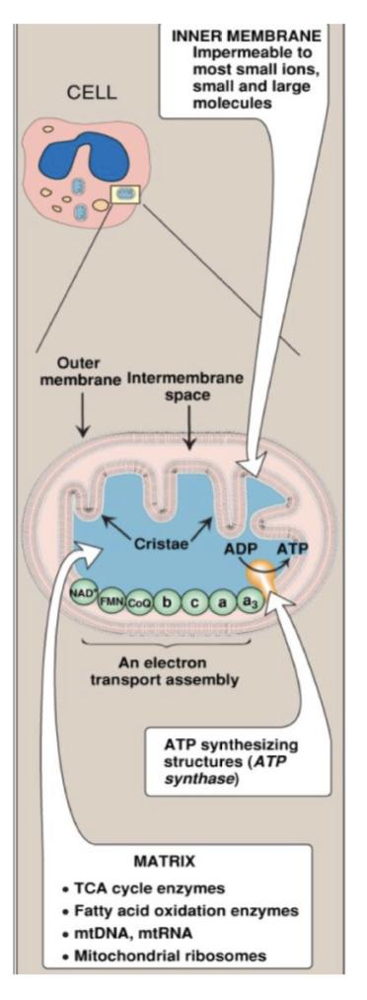 INNER MEMBRANE
Impermeable to
most small ions,
small and large
molecules
CELL
Outer
membrane
Intermembrane
space
Cristae
ADP
ATP
NAD⁺
FMN
CoQ
b
c
a
a₃
An electron
transport assembly
ATP synthesizing
structures (ATP
synthase)
MATRIX
• TCA cycle enzymes
• Fatty acid oxidation enzymes
• mtDNA, mtRNA
• Mitochondrial ribosomes